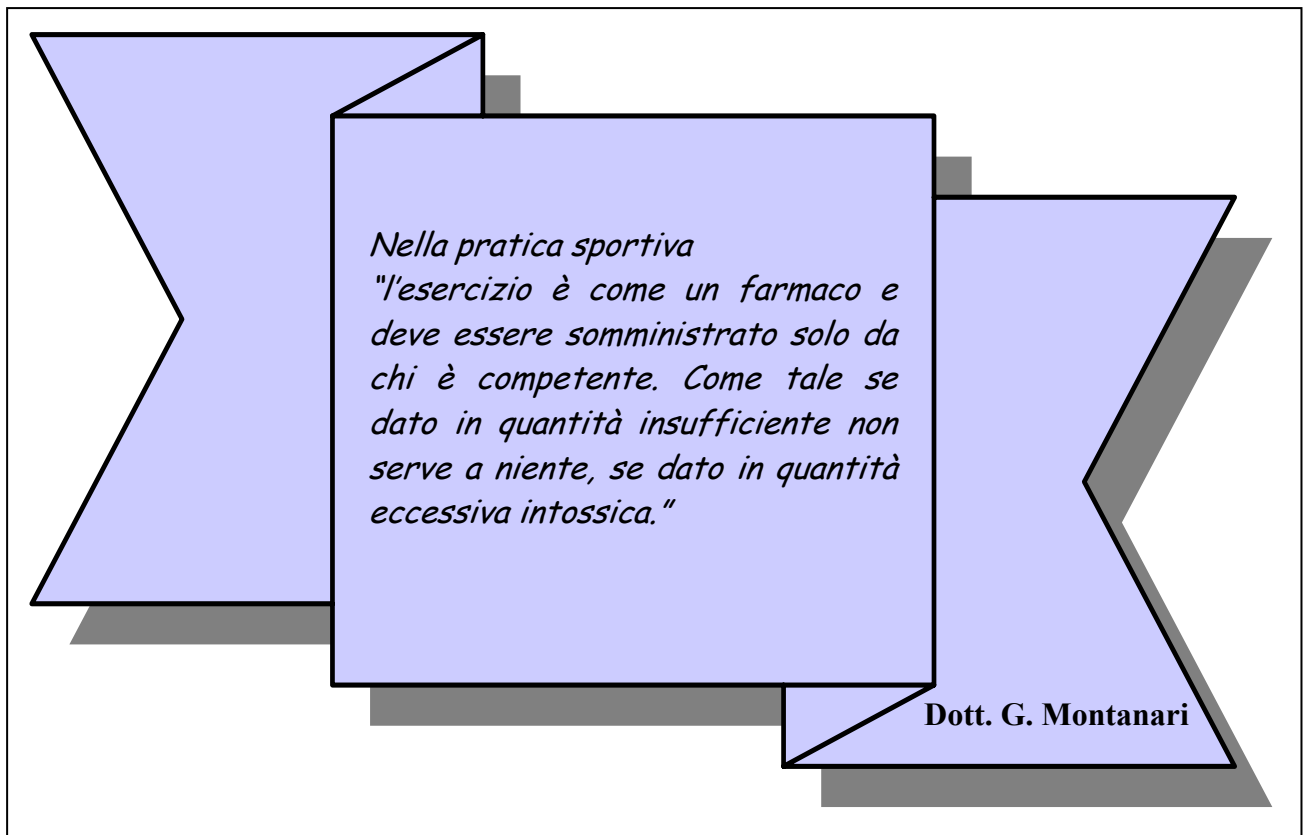 Nella pratica sportiva
"l'esercizio è come un farmaco e
deve essere somministrato solo da
chi è competente. Come tale se
dato in quantità insufficiente non
serve a niente, se dato in quantità
eccessiva intossica."
Dott. G. Montanari